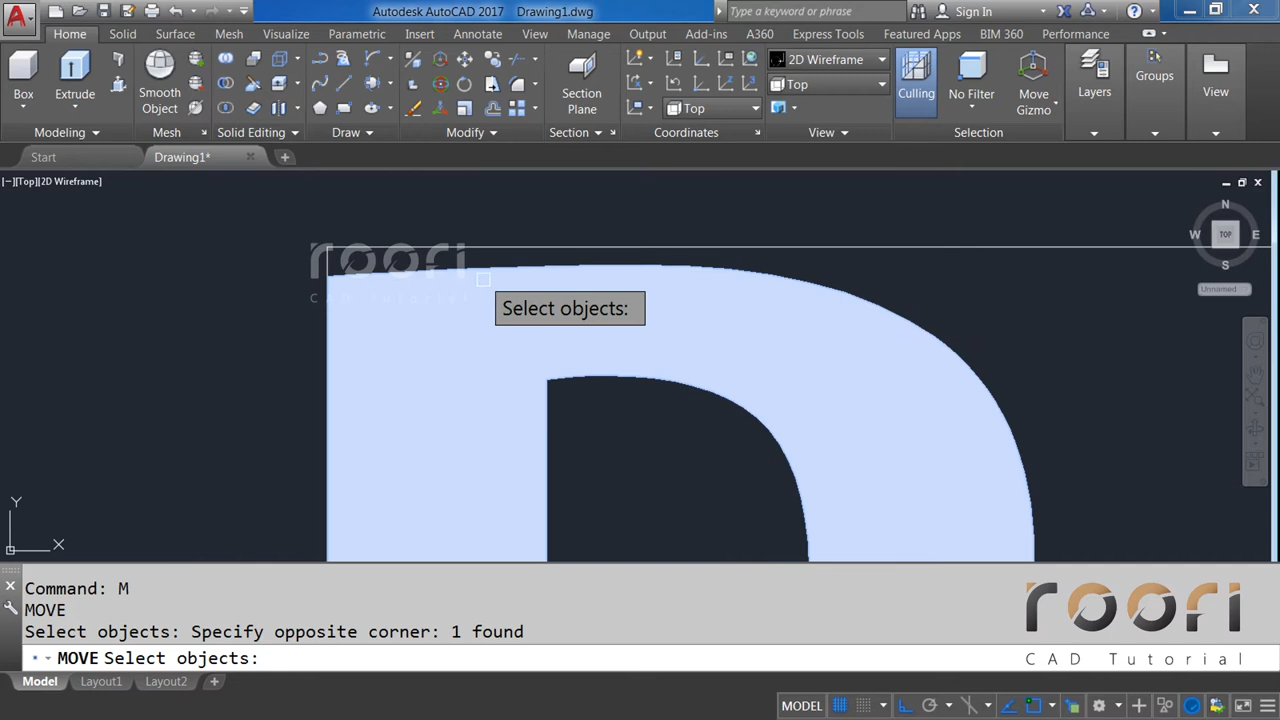 Autodesk AutoCAD 2017 Drawing1.dwg
Type a keyword or phrase
Sign In
Home Solid Surface Mesh Visualize Parametric Insert Annotate View Manage Output Add-ins A360 Express Tools Featured Apps BIM 360 Performance
Box
Extrude
Smooth
Object
Section
Plane
2D Wireframe
Top
Top
Culling
No Filter
Move
Gizmo
Layers
Groups
View
Modeling
Mesh
Solid Editing
Draw
Modify
Section
Coordinates
View
Selection
Start
Drawing1*
[−][Top][2D Wireframe]
N
W
TOP
E
S
Unnamed
roori
CAD Tutorial
Select objects:
Y
X
Command: M
MOVE
Select objects: Specify opposite corner: 1 found
MOVE Select objects:
roori
CAD Tutorial
Model
Layout1
Layout2
MODEL